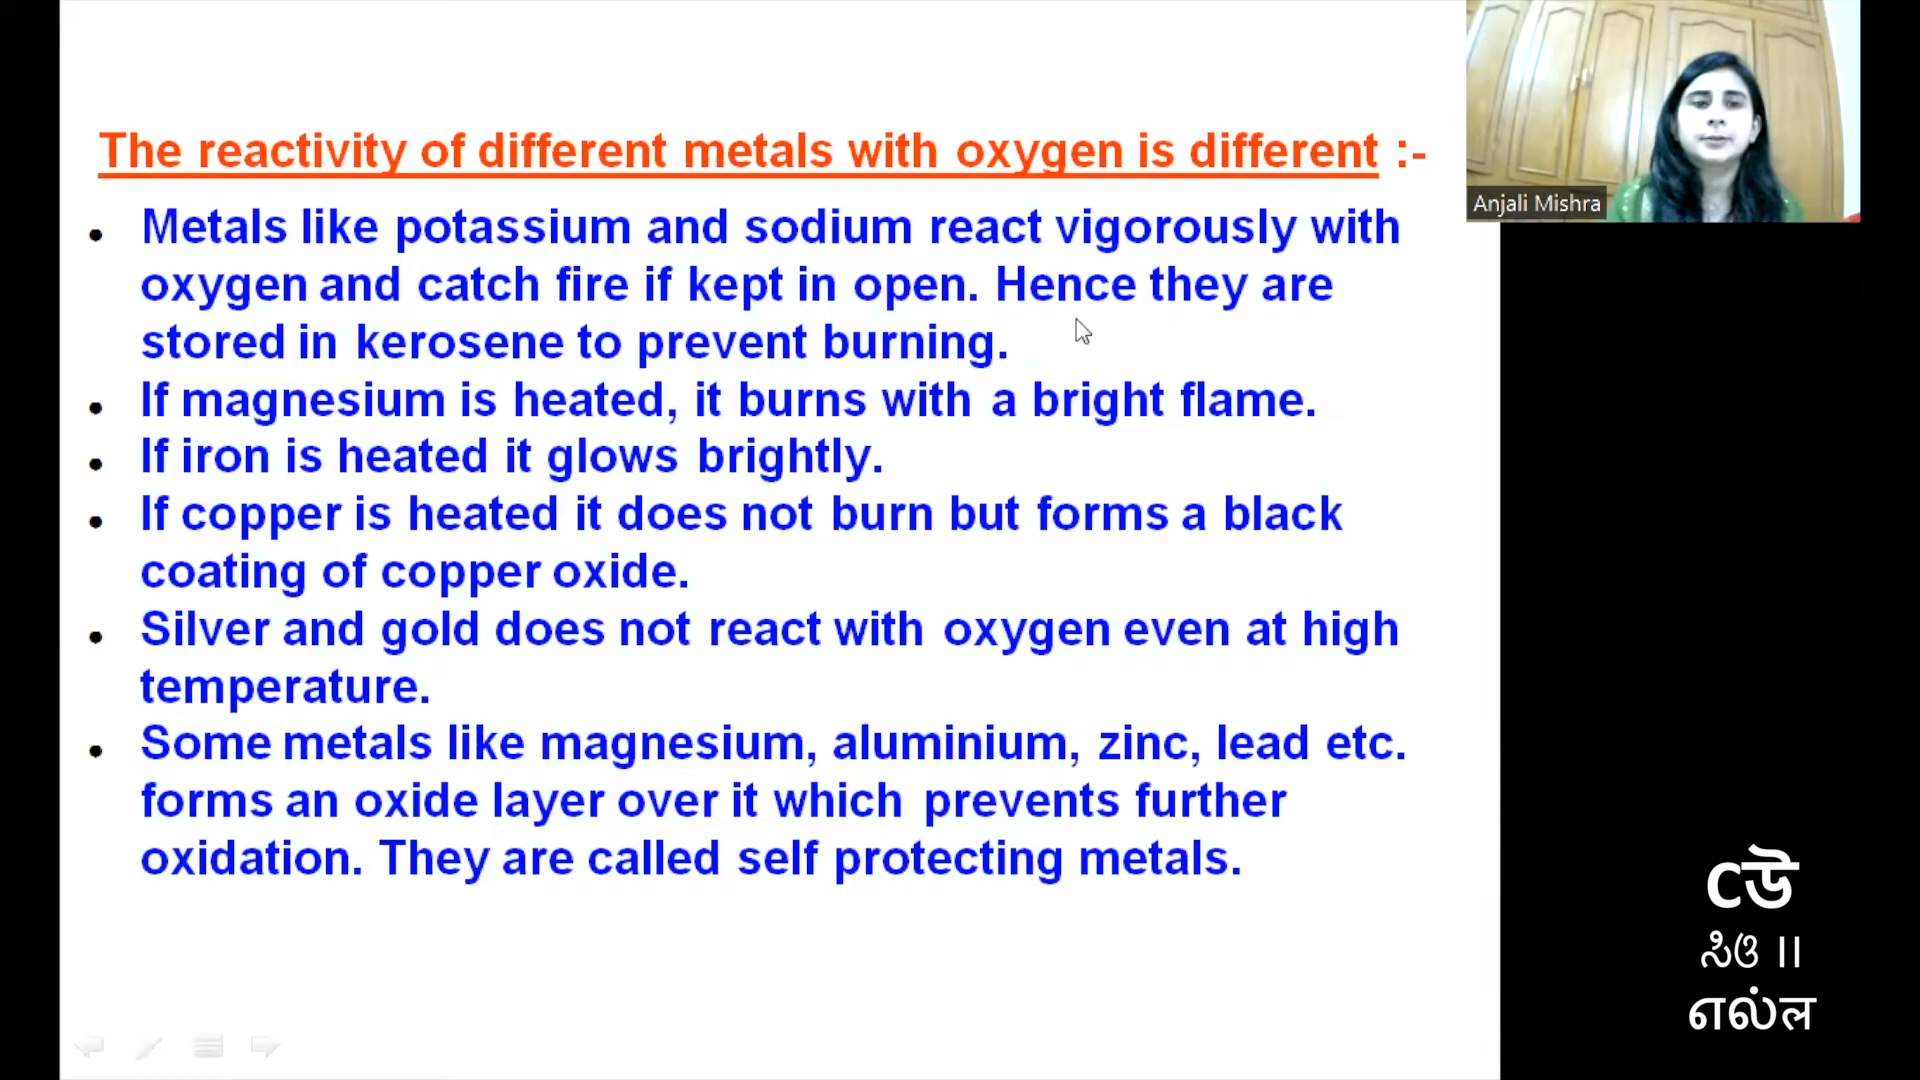 The reactivity of different metals with oxygen is different :-
• Metals like potassium and sodium react vigorously with
oxygen and catch fire if kept in open. Hence they are
stored in kerosene to prevent burning.
• If magnesium is heated, it burns with a bright flame.
• If iron is heated it glows brightly.
• If copper is heated it does not burn but forms a black
coating of copper oxide.
• Silver and gold does not react with oxygen even at high
temperature.
• Some metals like magnesium, aluminium, zinc, lead etc.
forms an oxide layer over it which prevents further
oxidation. They are called self protecting metals.
Anjali Mishra